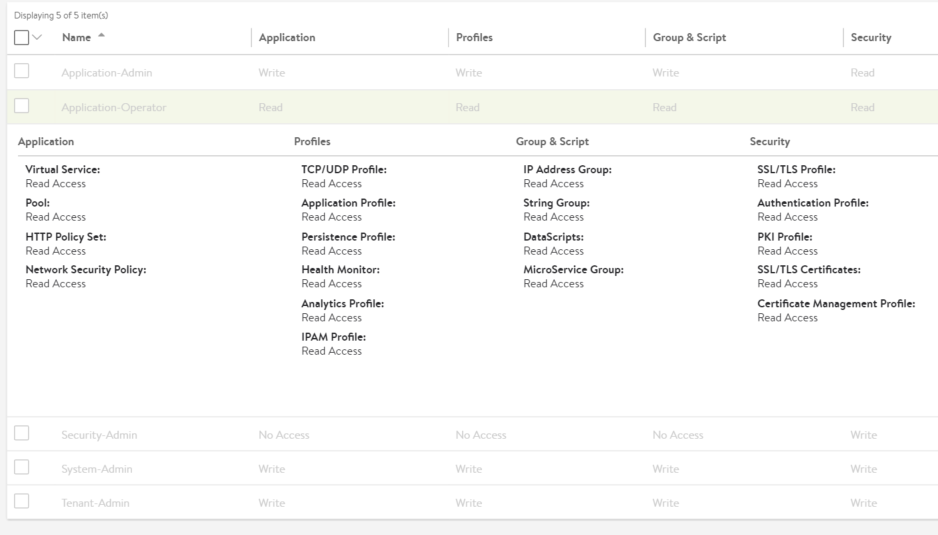 Displaying 5 of 5 item(s)
Name Application Profiles Group & Script Security
Application-Admin Write Write Write Read
Application-Operator Read Read Read Read
Application Profiles Group & Script Security
Virtual Service: TCP/UDP Profile: IP Address Group: SSL/TLS Profile:
Read Access Read Access Read Access Read Access
Pool: Application Profile: String Group: Authentication Profile:
Read Access Read Access Read Access Read Access
HTTP Policy Set: Persistence Profile: DataScripts: PKI Profile:
Read Access Read Access Read Access Read Access
Network Security Policy: Health Monitor: MicroService Group: SSL/TLS Certificates:
Read Access Read Access Read Access Read Access
Analytics Profile: Certificate Management Profile:
Read Access Read Access
IPAM Profile:
Read Access
Security-Admin No Access No Access No Access Write
System-Admin Write Write Write Write
Tenant-Admin Write Write Write Write